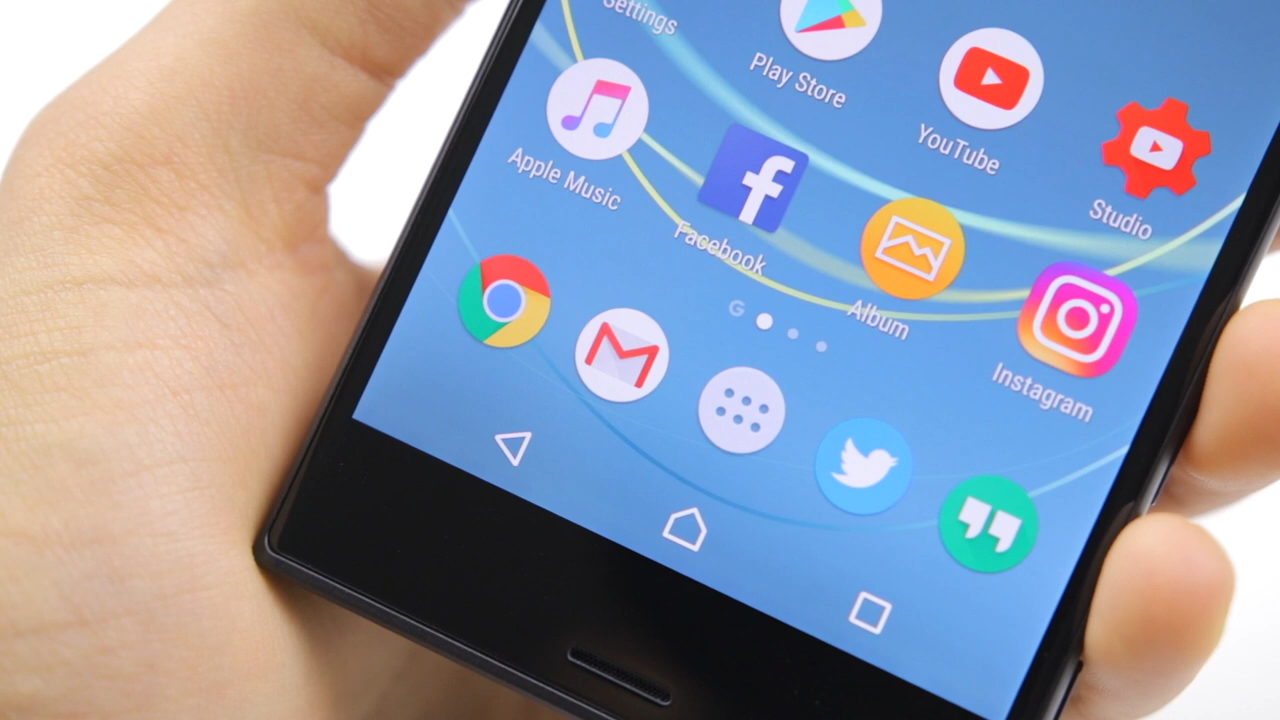 Settings
Play Store
YouTube
Studio
Apple Music
Facebook
Album
Instagram
G